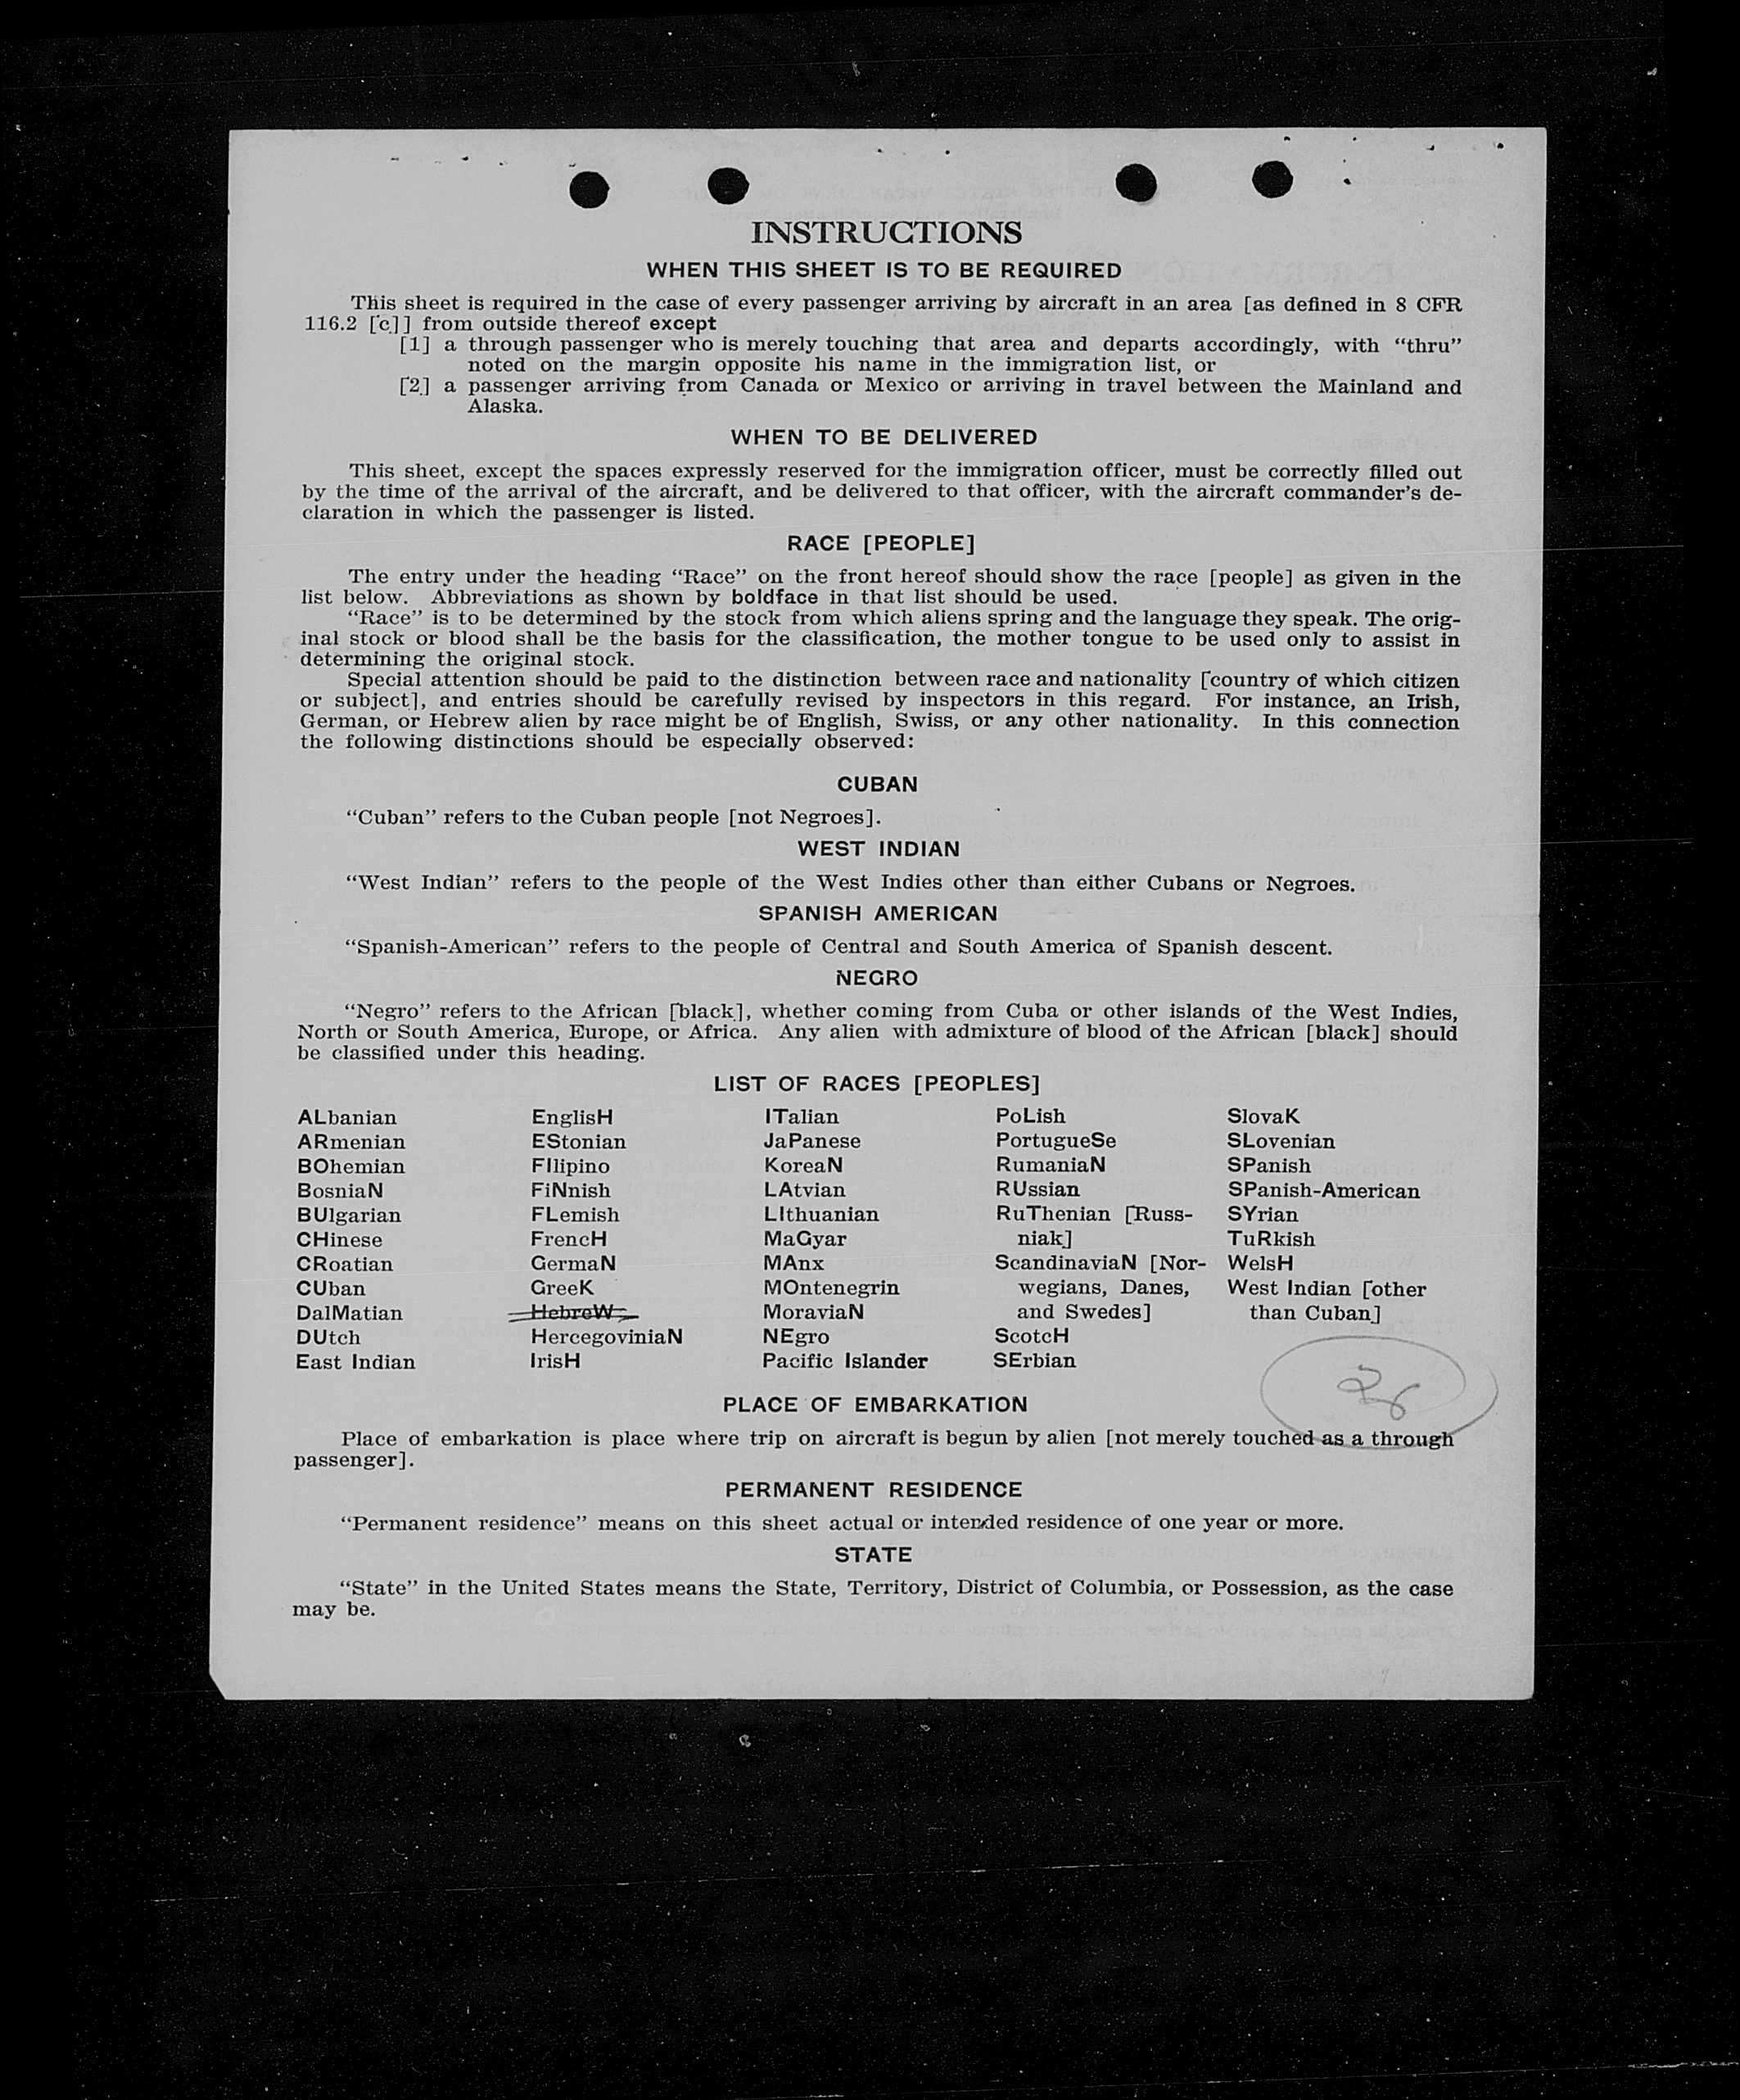 INSTRUCTIONS
WHEN THIS SHEET IS TO BE REQUIRED
This sheet is required in the case of every passenger arriving by aircraft in an area [as defined in 8 CFR
116.2 [c]] from outside thereof except
[1] a through passenger who is merely touching that area and departs accordingly, with “thru”
noted on the margin opposite his name in the immigration list, or
[2] a passenger arriving from Canada or Mexico or arriving in travel between the Mainland and
Alaska.
WHEN TO BE DELIVERED
This sheet, except the spaces expressly reserved for the immigration officer, must be correctly filled out
by the time of the arrival of the aircraft, and be delivered to that officer, with the aircraft commander’s de-
claration in which the passenger is listed.
RACE [PEOPLE]
The entry under the heading “Race” on the front hereof should show the race [people] as given in the
list below. Abbreviations as shown by boldface in that list should be used.
“Race” is to be determined by the stock from which aliens spring and the language they speak. The orig-
inal stock or blood shall be the basis for the classification, the mother tongue to be used only to assist in
determining the original stock.
Special attention should be paid to the distinction between race and nationality [country of which citizen
or subject], and entries should be carefully revised by inspectors in this regard. For instance, an Irish,
German, or Hebrew alien by race might be of English, Swiss, or any other nationality. In this connection
the following distinctions should be especially observed:
CUBAN
“Cuban” refers to the Cuban people [not Negroes].
WEST INDIAN
“West Indian” refers to the people of the West Indies other than either Cubans or Negroes.
SPANISH AMERICAN
“Spanish-American” refers to the people of Central and South America of Spanish descent.
NEGRO
“Negro” refers to the African [black], whether coming from Cuba or other islands of the West Indies,
North or South America, Europe, or Africa. Any alien with admixture of blood of the African [black] should
be classified under this heading.
LIST OF RACES [PEOPLES]
ALbanian
ARmenian
BOhemian
BosniaN
BUlgarian
CHinese
CRoatian
CUban
DalMatian
DUtch
East Indian
EnglisH
EStonian
FIlipino
FiNnish
FLemish
FrencH
GermaN
GreeK
HebreW
HercegoviniaN
IrisH
ITalian
JaPanese
KoreaN
LAtvian
LIthuanian
MaGyar
MAnx
MOntenegrin
MoraviaN
NEgro
Pacific Islander
PoLish
PortugueSe
RumaniaN
RUssian
RuThenian [Russ-
niak]
ScandinaviaN [Nor-
wegians, Danes,
and Swedes]
ScotcH
SErbian
SlovaK
SLovenian
SPanish
SPanish-American
SYrian
TuRkish
WelsH
West Indian [other
than Cuban]
26
PLACE OF EMBARKATION
Place of embarkation is place where trip on aircraft is begun by alien [not merely touched as a through
passenger].
PERMANENT RESIDENCE
“Permanent residence” means on this sheet actual or intended residence of one year or more.
STATE
“State” in the United States means the State, Territory, District of Columbia, or Possession, as the case
may be.